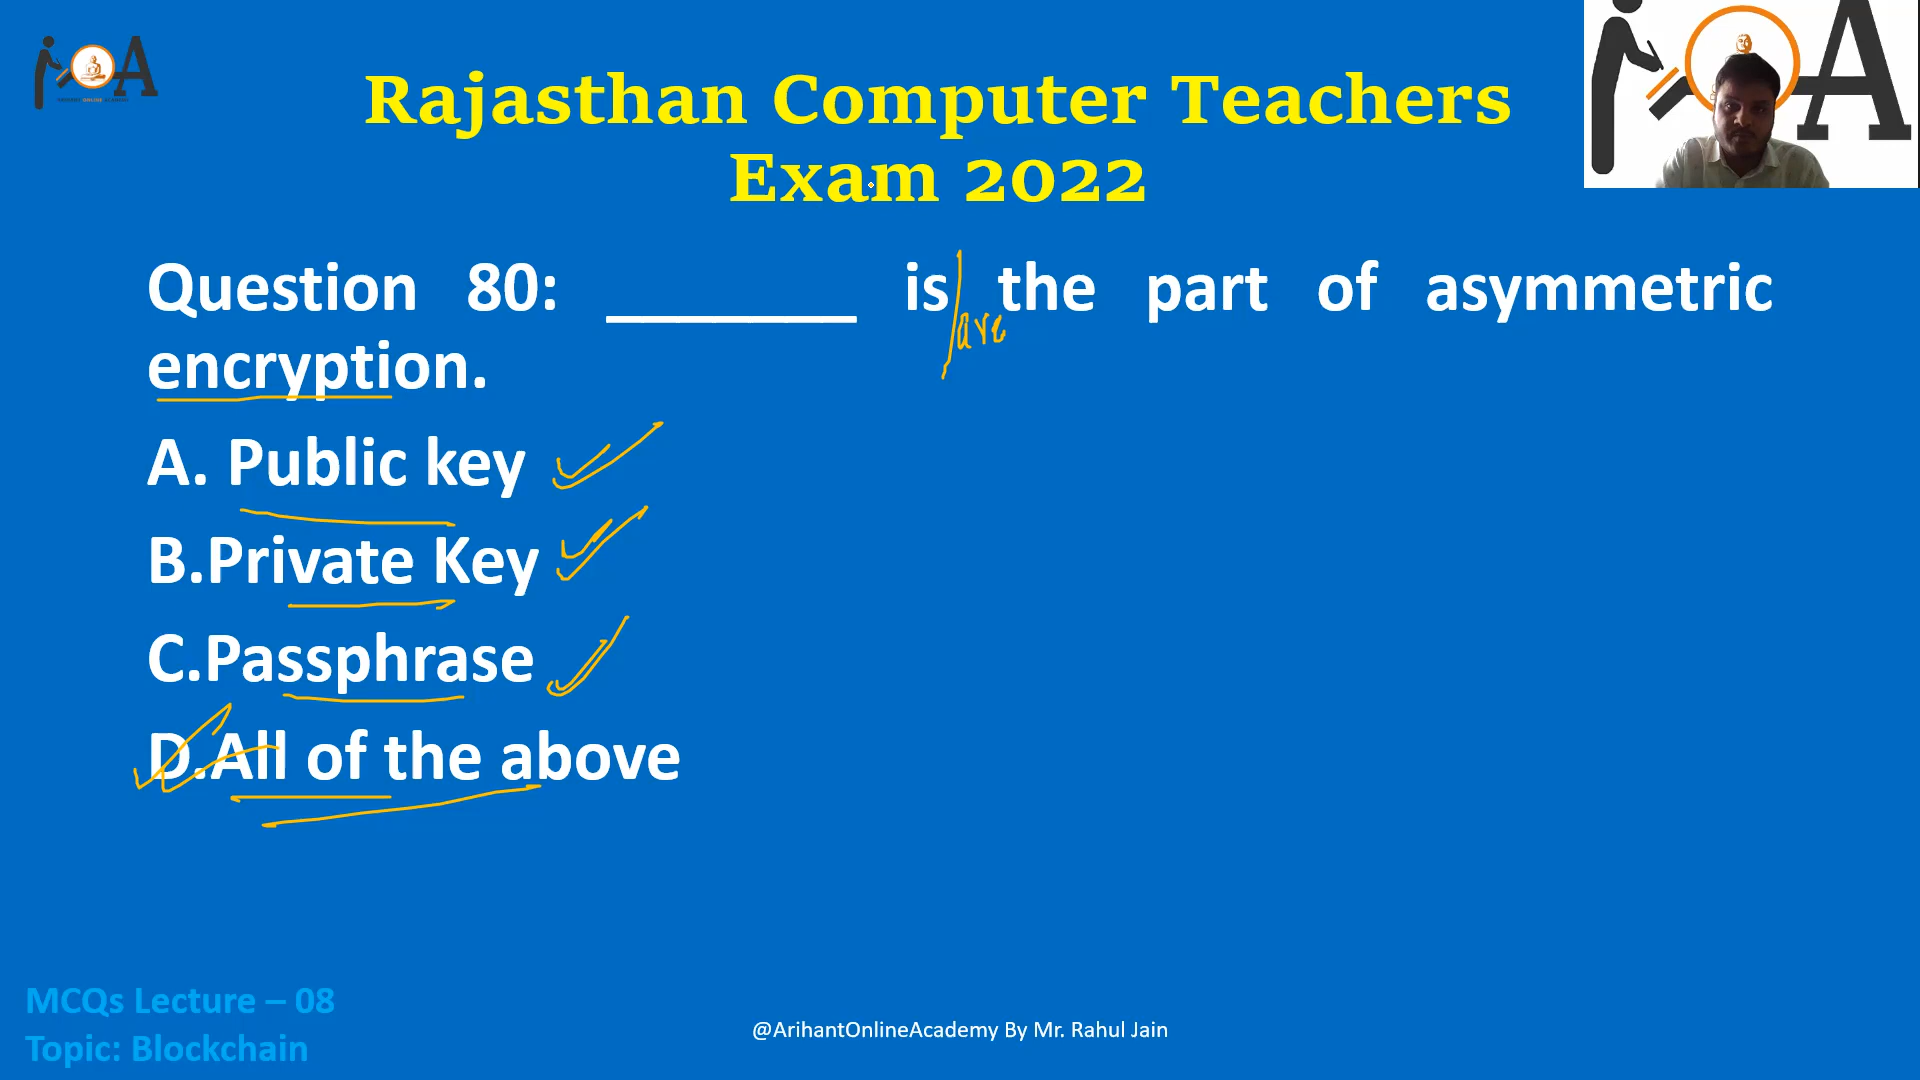 Rajasthan Computer Teachers
Exam 2022
Question 80: _______ is the part of asymmetric
are
encryption.
A. Public key
B.Private Key
C.Passphrase
D.All of the above
MCQs Lecture – 08
Topic: Blockchain
@ArihantOnlineAcademy By Mr. Rahul Jain